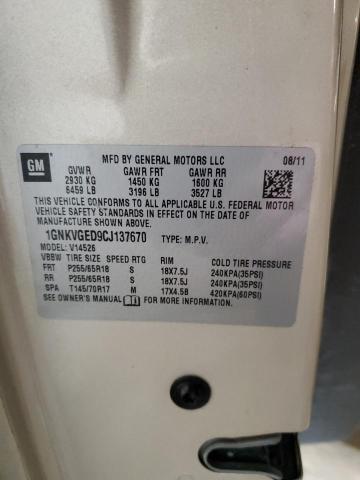 GM
MFD BY GENERAL MOTORS LLC 08/11
GVWR GAWR FRT GAWR RR
2930 KG 1450 KG 1600 KG
6459 LB 3196 LB 3527 LB
THIS VEHICLE CONFORMS TO ALL APPLICABLE U.S. FEDERAL MOTOR
VEHICLE SAFETY STANDARDS IN EFFECT ON THE DATE OF
MANUFACTURE SHOWN ABOVE.
1GNKVGED9CJ137670 TYPE: M.P.V.
MODEL: V14526
VBBW TIRE SIZE SPEED RTG RIM COLD TIRE PRESSURE
FRT P255/65R18 S 18X7.5J 240KPA(35PSI)
RR P255/65R18 S 18X7.5J 240KPA(35PSI)
SPA T145/70R17 M 17X4.5B 420KPA(60PSI)
SEE OWNER'S MANUAL FOR MORE INFORMATION